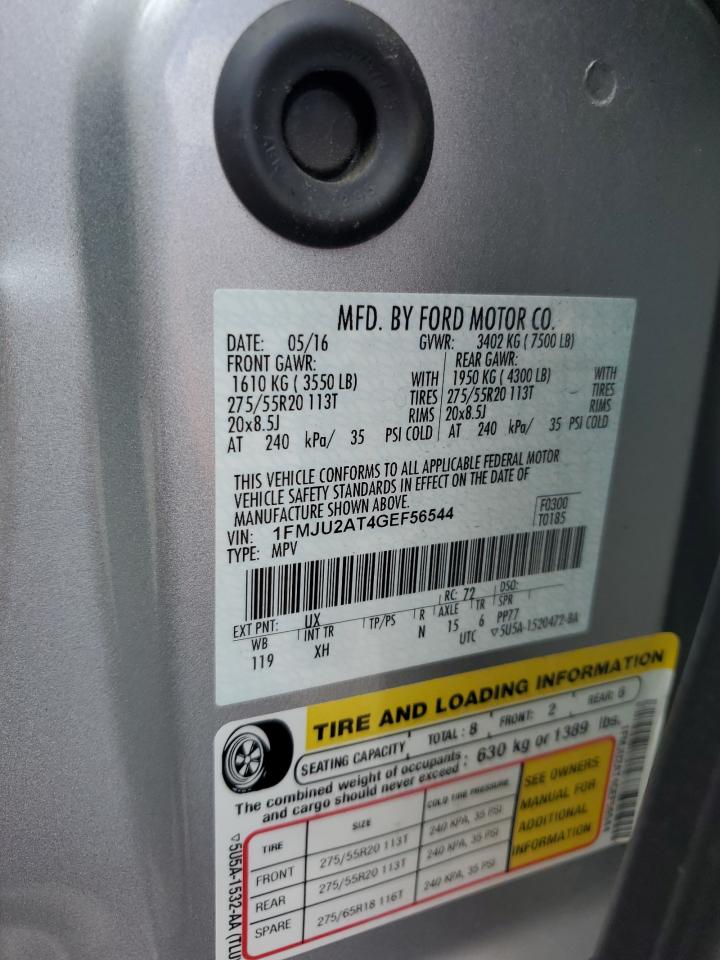 MFD. BY FORD MOTOR CO.
DATE: 05/16 GVWR: 3402 KG ( 7500 LB)
FRONT GAWR: REAR GAWR:
1610 KG ( 3550 LB) WITH 1950 KG ( 4300 LB) WITH
275/55R20 113T TIRES 275/55R20 113T TIRES
20x8.5J RIMS 20x8.5J RIMS
AT 240 kPa/ 35 PSI COLD AT 240 kPa/ 35 PSI COLD
THIS VEHICLE CONFORMS TO ALL APPLICABLE FEDERAL MOTOR
VEHICLE SAFETY STANDARDS IN EFFECT ON THE DATE OF
MANUFACTURE SHOWN ABOVE.
VIN: 1FMJU2AT4GEF56544 F0300
TYPE: MPV T0185
EXT PNT: UX RC: 72 DSO:
WB INT TR TP/PS R AXLE TR SPR
119 XH N 15 6 PP77
UTC ▽5U5A-1520472-BA
TIRE AND LOADING INFORMATION
SEATING CAPACITY TOTAL: 8 FRONT: 2 REAR: 6
The combined weight of occupants
and cargo should never exceed : 630 kg or 1389 lbs.
TIRE SIZE COLD TIRE PRESSURE
FRONT 275/55R20 113T 240 KPA, 35 PSI
REAR 275/55R20 113T 240 KPA, 35 PSI
SPARE 275/65R18 116T 240 KPA, 35 PSI
SEE OWNERS
MANUAL FOR
ADDITIONAL
INFORMATION
▽5U5A-1532-AA (TLU